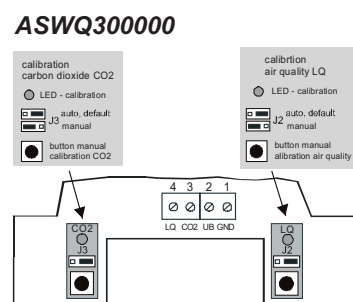 ASWQ300000
calibration
carbon dioxide CO2
LED - calibration
J3 auto, default
manual
button manual
calibration CO2
calibrtion
air quality LQ
LED - calibration
J2 auto, default
manual
button manual
alibration air quality
4 3 2 1
LQ CO2 UB GND
CO2
J3
LQ
J2